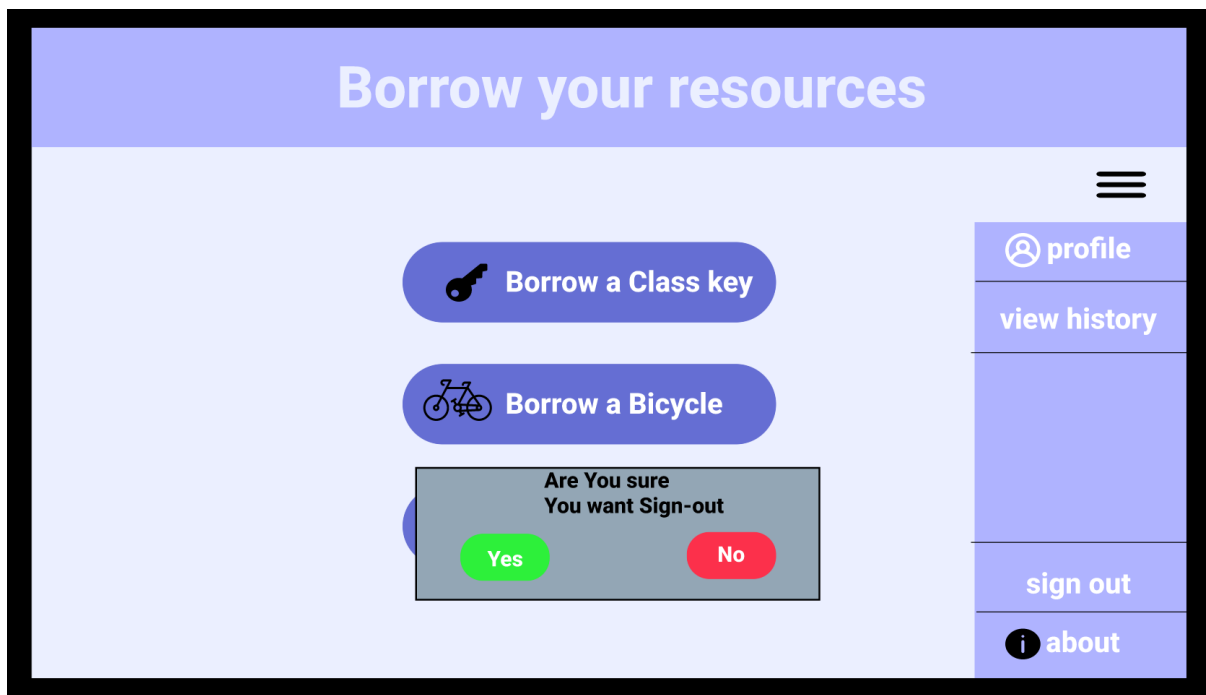 Borrow your resources
profile
Borrow a Class key
view history
Borrow a Bicycle
Are You sure
You want Sign-out
Yes
No
sign out
i about